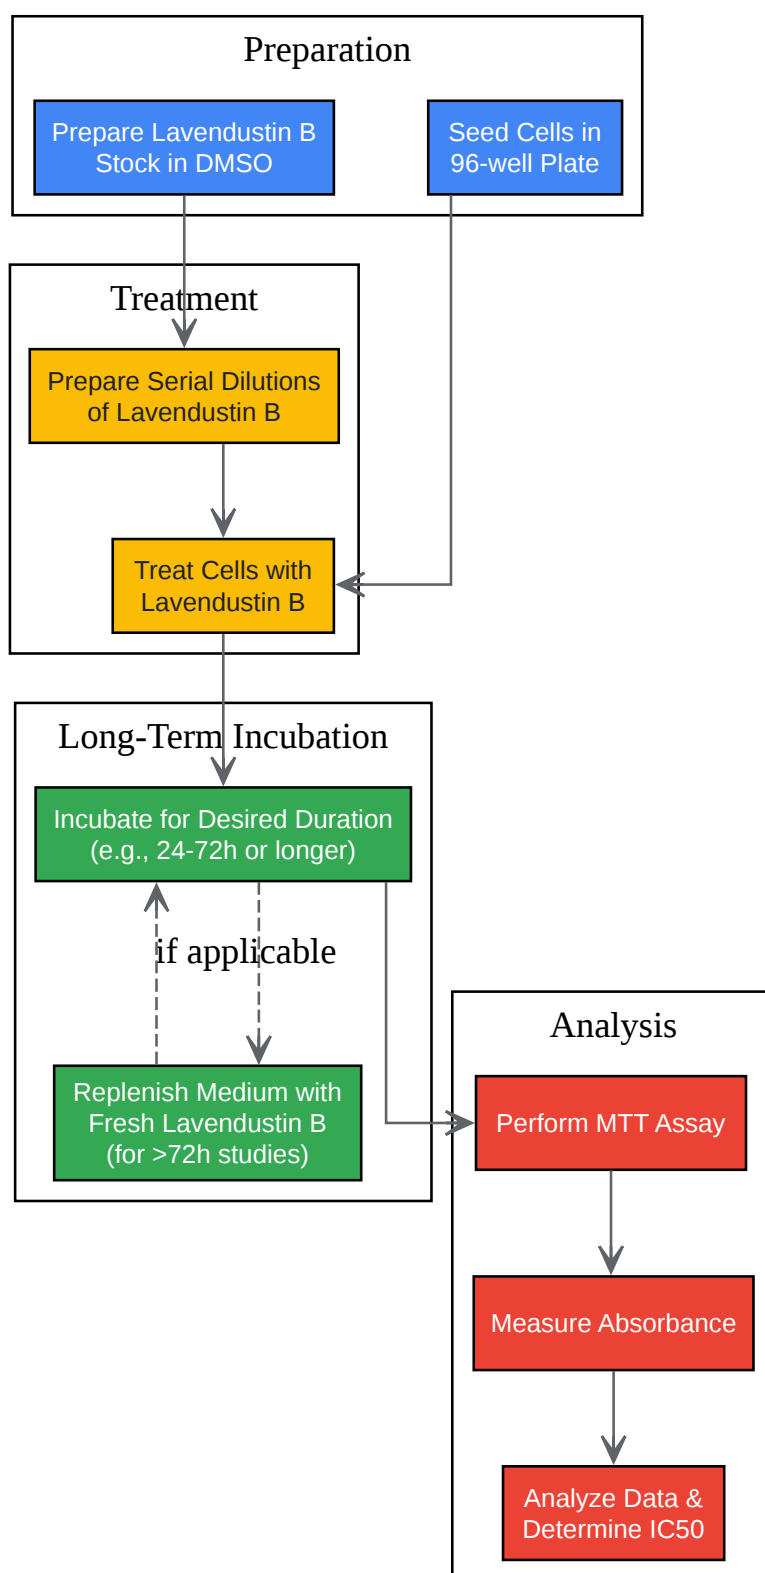 Preparation
Prepare Lavendustin B
Stock in DMSO
Seed Cells in
96-well Plate
Treatment
Prepare Serial Dilutions
of Lavendustin B
Treat Cells with
Lavendustin B
Long-Term Incubation
Incubate for Desired Duration
(e.g., 24-72h or longer)
if applicable
Replenish Medium with
Fresh Lavendustin B
(for >72h studies)
Analysis
Perform MTT Assay
Measure Absorbance
Analyze Data &
Determine IC50